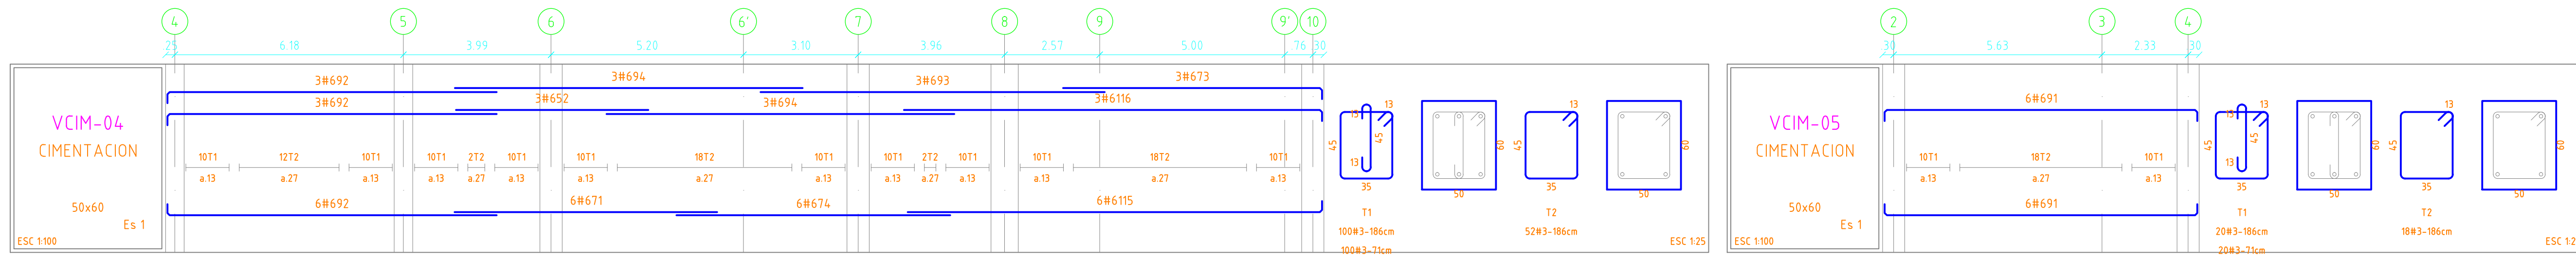 4 5 6 6' 7 8 9 9' 10
25 6.18 3.99 5.20 3.10 3.96 2.57 5.00 76 30
3#692 3#694 3#693 3#673
3#692 3#652 3#694 3#6116
VCIM-04
CIMENTACION
10T1 12T2 10T1 10T1 2T2 10T1 10T1 18T2 10T1 10T1 2T2 10T1 10T1 18T2 10T1
a.13 a.27 a.13 a.13 a.27 a.13 a.13 a.27 a.13 a.13 a.27 a.13 a.13 a.27 a.13
6#692 6#671 6#674 6#6115
50x60
Es 1
ESC 1:100
13 13
45 45
13
35
50 60
45 13
35
50 60
T1
100#3-186cm
100#3-71cm
T2
52#3-186cm
ESC 1:25
2 3 4
30 5.63 2.33 30
6#691
VCIM-05
CIMENTACION
10T1 18T2 10T1
a.13 a.27 a.13
6#691
50x60
Es 1
ESC 1:100
13 13
45 45
13
35
50 60
45 13
35
50
T1
20#3-186cm
20#3-71cm
T2
18#3-186cm
ESC 1:2